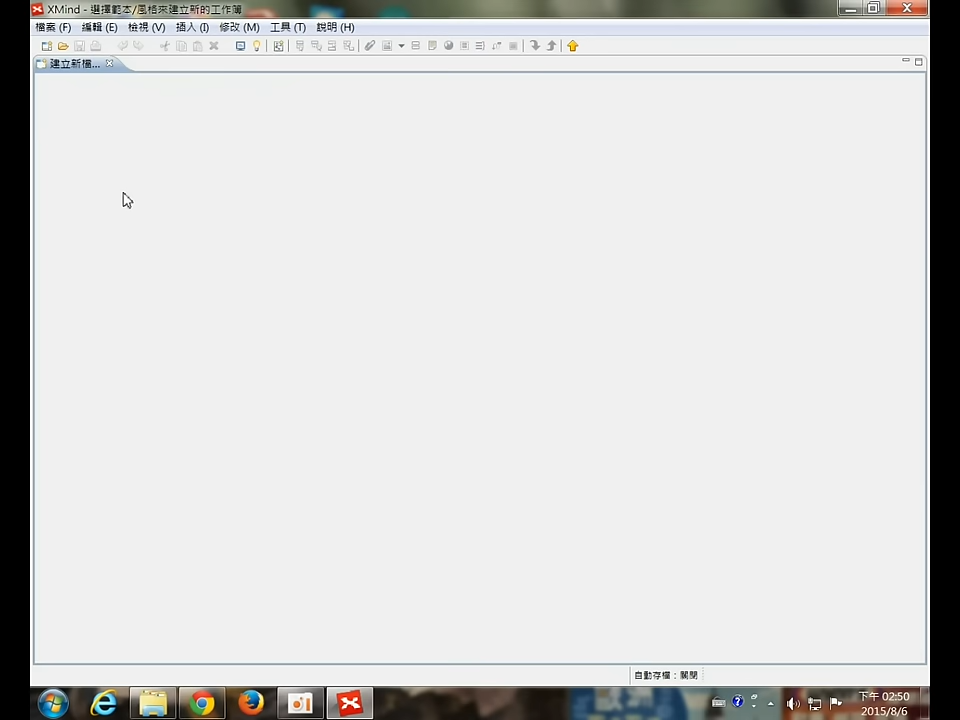 XMind - 選擇範本/風格來建立新的工作簿
檔案 (F) 編輯 (E) 檢視 (V) 插入 (I) 修改 (M) 工具 (T) 說明 (H)
建立新檔...
自動存檔：關閉
下午 02:50
2015/8/6